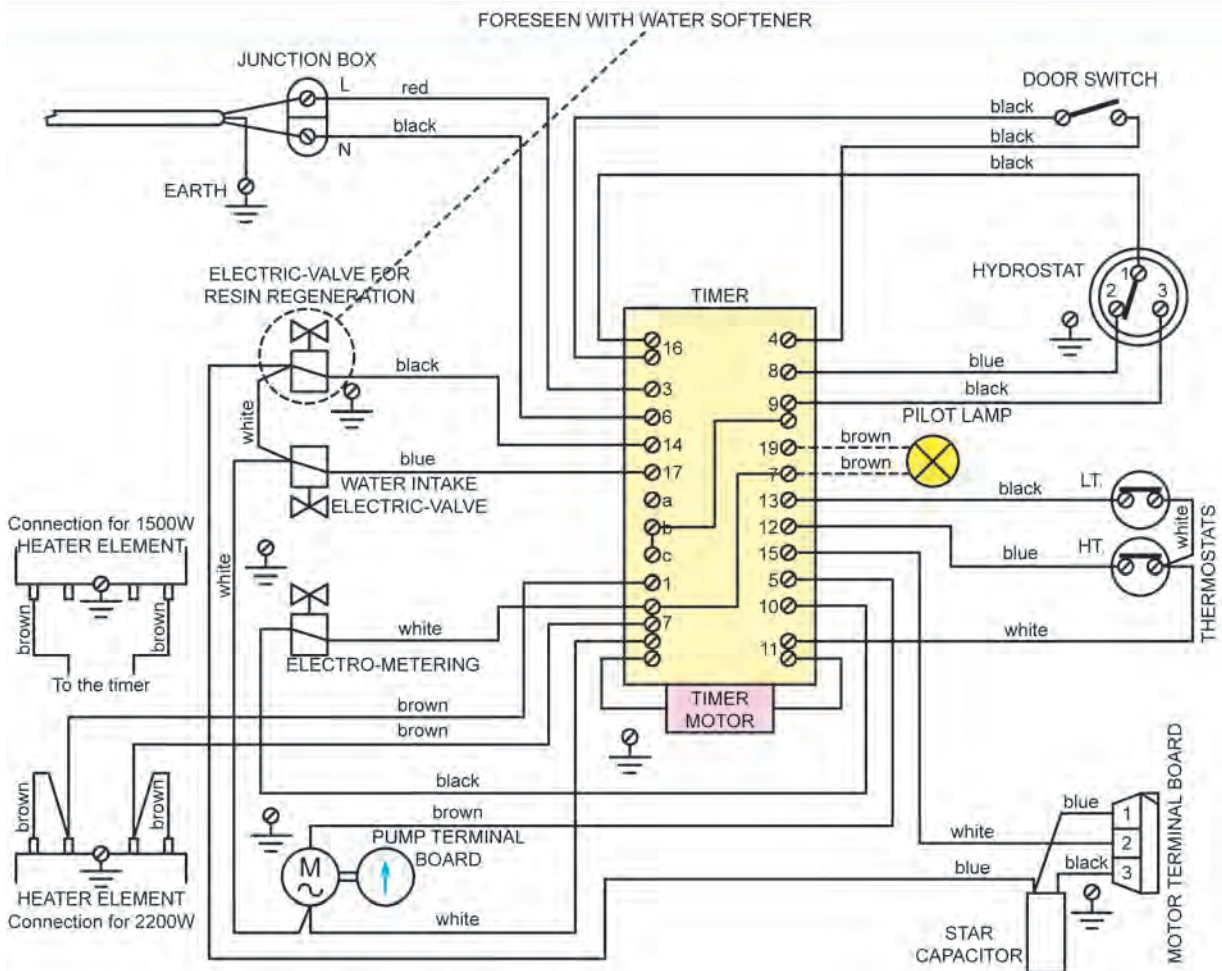 FORESEEN WITH WATER SOFTENER
JUNCTION BOX
L
red
black
N
EARTH
DOOR SWITCH
black
black
black
ELECTRIC-VALVE FOR
RESIN REGENERATION
HYDROSTAT
1
2
3
TIMER
16
3
6
14
17
a
b
c
1
7
4
8
9
19
7
13
12
15
5
10
11
black
white
blue
WATER INTAKE
ELECTRIC-VALVE
blue
black
PILOT LAMP
brown
brown
black
LT.
white
blue
HT.
THERMOSTATS
white
Connection for 1500W
HEATER ELEMENT
brown
brown
To the timer
white
white
ELECTRO-METERING
TIMER
MOTOR
brown
brown
black
brown
PUMP TERMINAL
BOARD
M
white
brown
brown
HEATER ELEMENT
Connection for 2200W
blue
white
blue
black
1
2
3
MOTOR TERMINAL BOARD
STAR
CAPACITOR